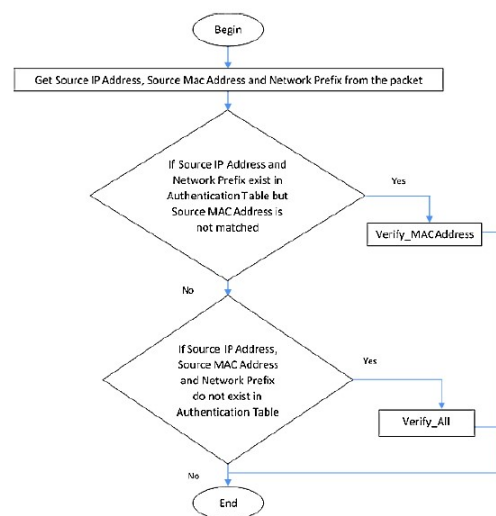 Begin
Get Source IP Address, Source Mac Address and Network Prefix from the packet
If Source IP Address and
Network Prefix exist in
Authentication Table but
Source MAC Address is
not matched
Yes
Verify_MACAddress
No
If Source IP Address,
Source MAC Address
and Network Prefix
do not exist in
Authentication Table
Yes
Verify_All
No
End